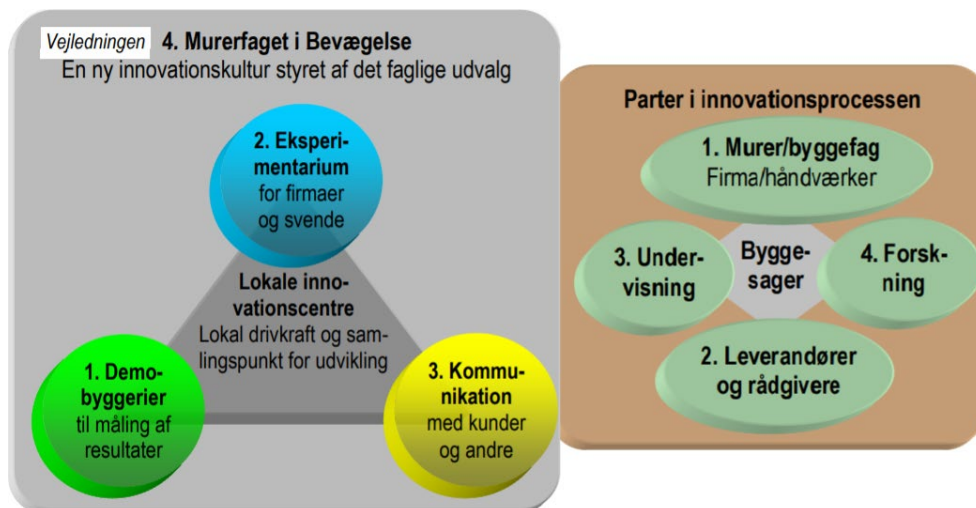 Vejledningen 4. Murerfaget i Bevægelse
En ny innovationskultur styret af det faglige udvalg
2. Eksperi-
mentarium
for firmaer
og svende
Lokale inno-
vationscentre
Lokal drivkraft og sam-
lingspunkt for udvikling
1. Demo-
byggerier
til måling af
resultater
3. Kommu-
nikation
med kunder
og andre
Parter i innovationsprocessen
1. Murer/byggefag
Firma/håndværker
3. Under-
visning
Bygge-
sager
4. Forsk-
ning
2. Leverandører
og rådgivere